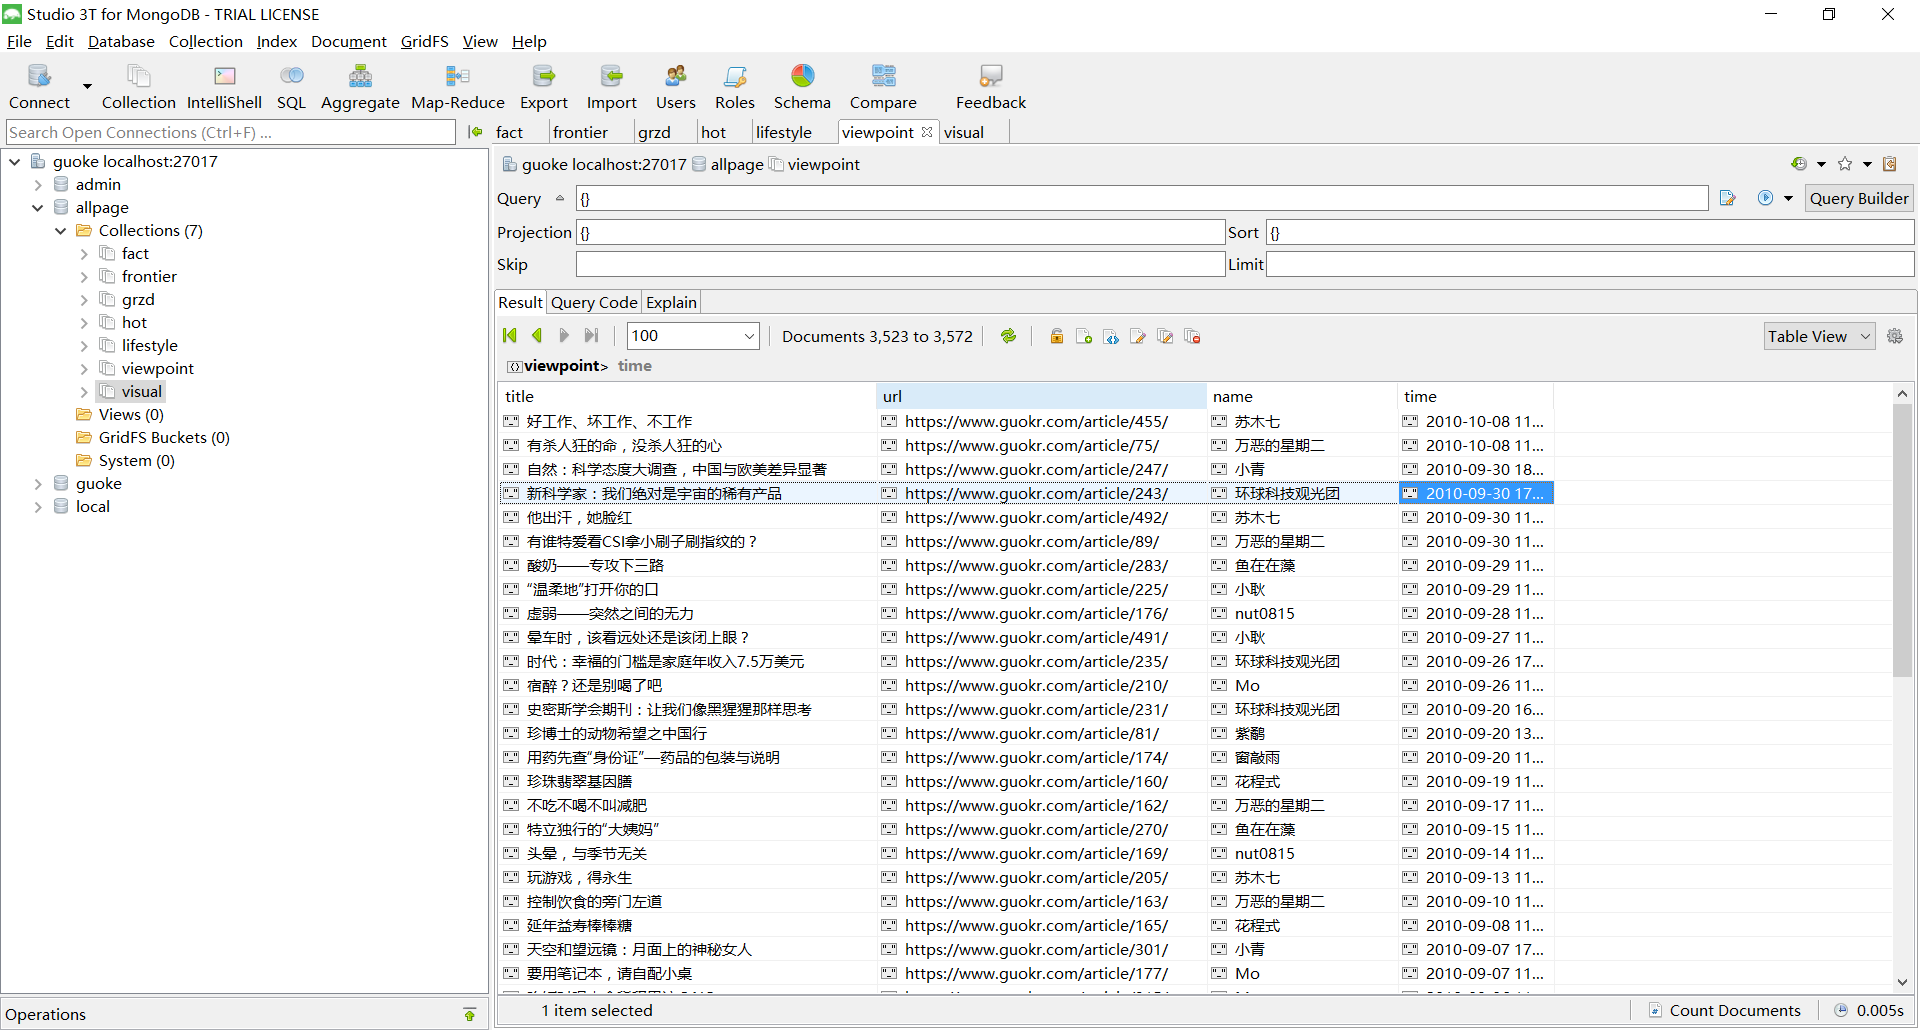 Studio 3T for MongoDB - TRIAL LICENSE
File Edit Database Collection Index Document GridFS View Help
Connect Collection IntelliShell SQL Aggregate Map-Reduce Export Import Users Roles Schema Compare Feedback
Search Open Connections (Ctrl+F) ...
guoke localhost:27017
admin
allpage
Collections (7)
fact
frontier
grzd
hot
lifestyle
viewpoint
visual
Views (0)
GridFS Buckets (0)
System (0)
guoke
local
Operations
fact frontier grzd hot lifestyle viewpoint visual
guoke localhost:27017 allpage viewpoint
Query {} Query Builder
Projection {} Sort {}
Skip Limit
Result Query Code Explain
100 Documents 3,523 to 3,572 Table View
viewpoint> time
title url name time
好工作、坏工作、不工作 https://www.guokr.com/article/455/ 苏木七 2010-10-08 11...
有杀人狂的命，没杀人狂的心 https://www.guokr.com/article/75/ 万恶的星期二 2010-10-08 11...
自然：科学态度大调查，中国与欧美差异显著 https://www.guokr.com/article/247/ 小青 2010-09-30 18...
新科学家：我们绝对是宇宙的稀有产品 https://www.guokr.com/article/243/ 环球科技观光团 2010-09-30 17...
他出汗，她脸红 https://www.guokr.com/article/492/ 苏木七 2010-09-30 11...
有谁特爱看CSI拿小刷子刷指纹的？ https://www.guokr.com/article/89/ 万恶的星期二 2010-09-30 11...
酸奶——专攻下三路 https://www.guokr.com/article/283/ 鱼在在藻 2010-09-29 11...
“温柔地”打开你的口 https://www.guokr.com/article/225/ 小耿 2010-09-29 11...
虚弱——突然之间的无力 https://www.guokr.com/article/176/ nut0815 2010-09-28 11...
晕车时，该看远处还是该闭上眼？ https://www.guokr.com/article/491/ 小耿 2010-09-27 11...
时代：幸福的门槛是家庭年收入7.5万美元 https://www.guokr.com/article/235/ 环球科技观光团 2010-09-26 17...
宿醉？还是别喝了吧 https://www.guokr.com/article/210/ Mo 2010-09-26 11...
史密斯学会期刊：让我们像黑猩猩那样思考 https://www.guokr.com/article/231/ 环球科技观光团 2010-09-20 16...
珍博士的动物希望之中国行 https://www.guokr.com/article/81/ 紫鹬 2010-09-20 13...
用药先查“身份证”—药品的包装与说明 https://www.guokr.com/article/174/ 窗敲雨 2010-09-20 11...
珍珠翡翠基因膳 https://www.guokr.com/article/160/ 花程式 2010-09-19 11...
不吃不喝不叫减肥 https://www.guokr.com/article/162/ 万恶的星期二 2010-09-17 11...
特立独行的“大姨妈” https://www.guokr.com/article/270/ 鱼在在藻 2010-09-15 11...
头晕，与季节无关 https://www.guokr.com/article/169/ nut0815 2010-09-14 11...
玩游戏，得永生 https://www.guokr.com/article/205/ 苏木七 2010-09-13 11...
控制饮食的旁门左道 https://www.guokr.com/article/163/ 万恶的星期二 2010-09-10 11...
延年益寿棒棒糖 https://www.guokr.com/article/165/ 花程式 2010-09-08 11...
天空和望远镜：月面上的神秘女人 https://www.guokr.com/article/301/ 小青 2010-09-07 17...
要用笔记本，请自配小桌 https://www.guokr.com/article/177/ Mo 2010-09-07 11...
1 item selected Count Documents 0.005s